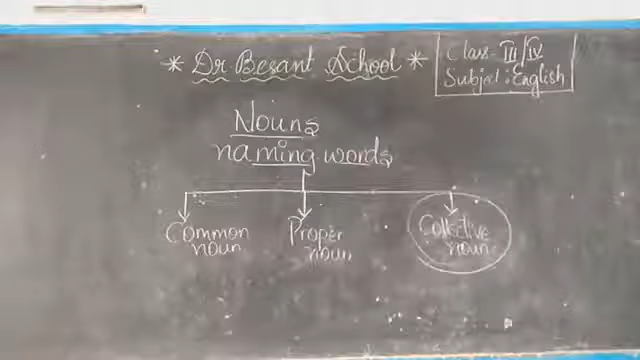 * Dr Besant School *
Class - III/IV
Subject : English
Nouns
naming words
Common noun
Proper noun
Collective noun